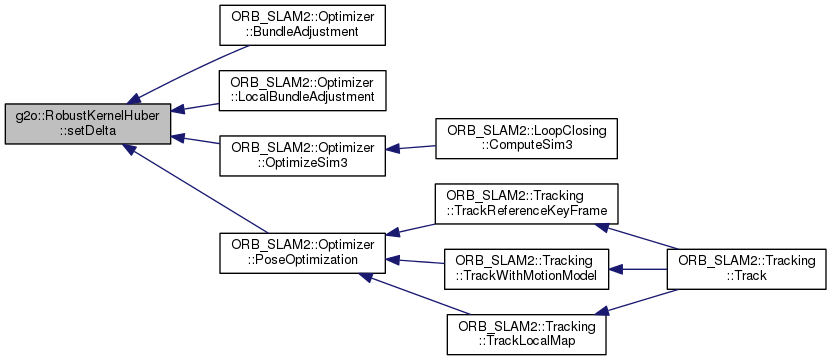 ORB_SLAM2::Optimizer
::BundleAdjustment
ORB_SLAM2::Optimizer
::LocalBundleAdjustment
g2o::RobustKernelHuber
::setDelta
ORB_SLAM2::Optimizer
::OptimizeSim3
ORB_SLAM2::LoopClosing
::ComputeSim3
ORB_SLAM2::Tracking
::TrackReferenceKeyFrame
ORB_SLAM2::Optimizer
::PoseOptimization
ORB_SLAM2::Tracking
::TrackWithMotionModel
ORB_SLAM2::Tracking
::Track
ORB_SLAM2::Tracking
::TrackLocalMap